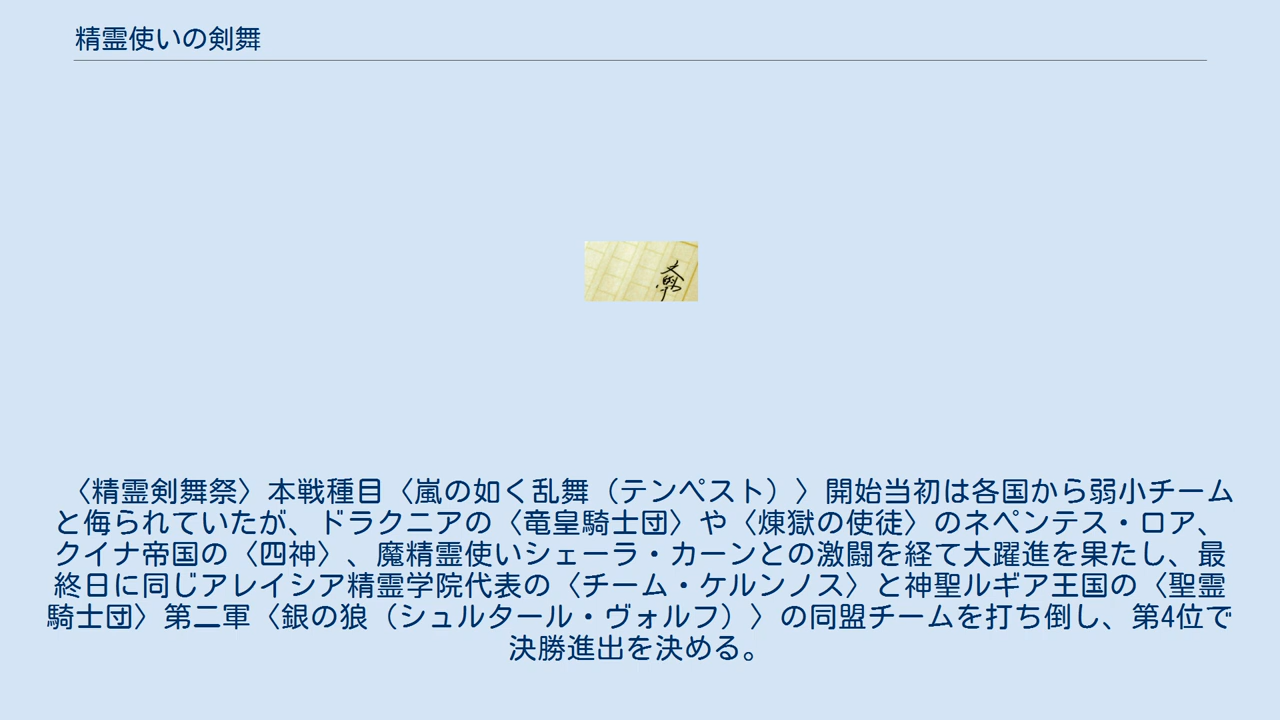 精霊使いの剣舞
〈精霊剣舞祭〉本戦種目〈嵐の如く乱舞（テンペスト）〉開始当初は各国から弱小チーム
と侮られていたが、ドラクニアの〈竜皇騎士団〉や〈煉獄の使徒〉のネペンテス・ロア、
クイナ帝国の〈四神〉、魔精霊使いシェーラ・カーンとの激闘を経て大躍進を果たし、最
終日に同じアレイシア精霊学院代表の〈チーム・ケルンノス〉と神聖ルギア王国の〈聖霊
騎士団〉第二軍〈銀の狼（シュルタール・ヴォルフ）〉の同盟チームを打ち倒し、第4位で
決勝進出を決める。